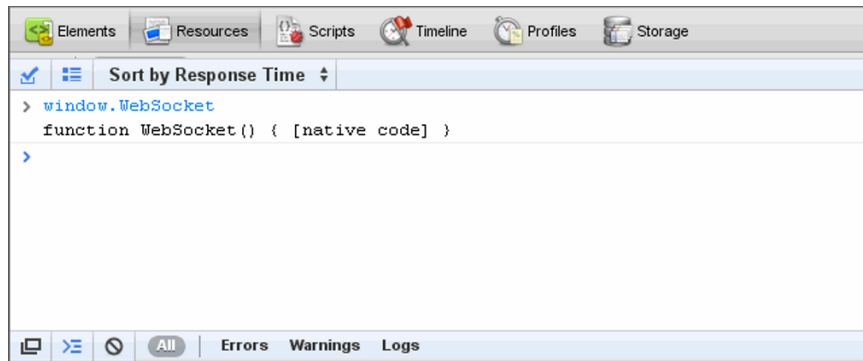 Elements Resources Scripts Timeline Profiles Storage
Sort by Response Time
> window.WebSocket
function WebSocket() { [native code] }
>
All Errors Warnings Logs